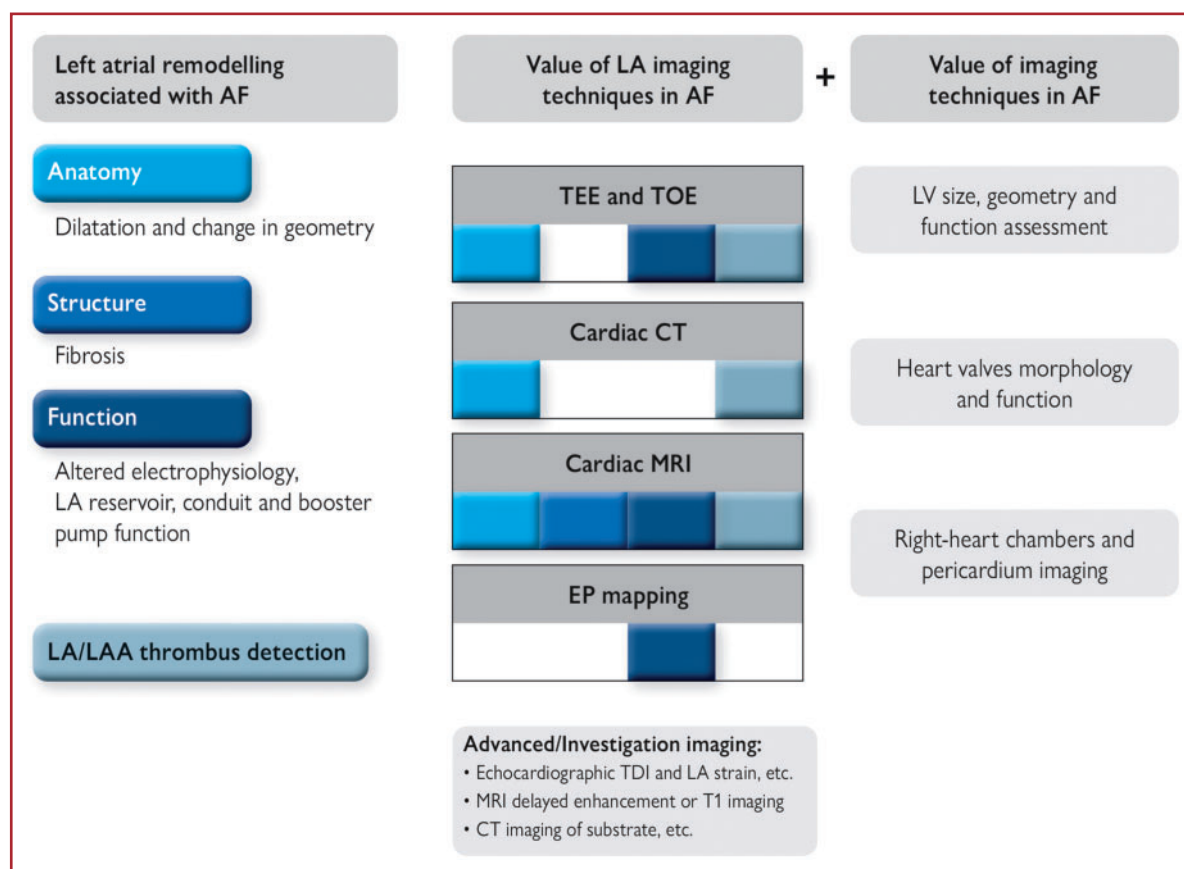 Left atrial remodelling
associated with AF
Anatomy
Dilatation and change in geometry
Structure
Fibrosis
Function
Altered electrophysiology,
LA reservoir, conduit and booster
pump function
LA/LAA thrombus detection
Value of LA imaging
techniques in AF
+
Value of imaging
techniques in AF
TEE and TOE
Cardiac CT
Cardiac MRI
EP mapping
Advanced/Investigation imaging:
• Echocardiographic TDI and LA strain, etc.
• MRI delayed enhancement or T1 imaging
• CT imaging of substrate, etc.
LV size, geometry and
function assessment
Heart valves morphology
and function
Right-heart chambers and
pericardium imaging